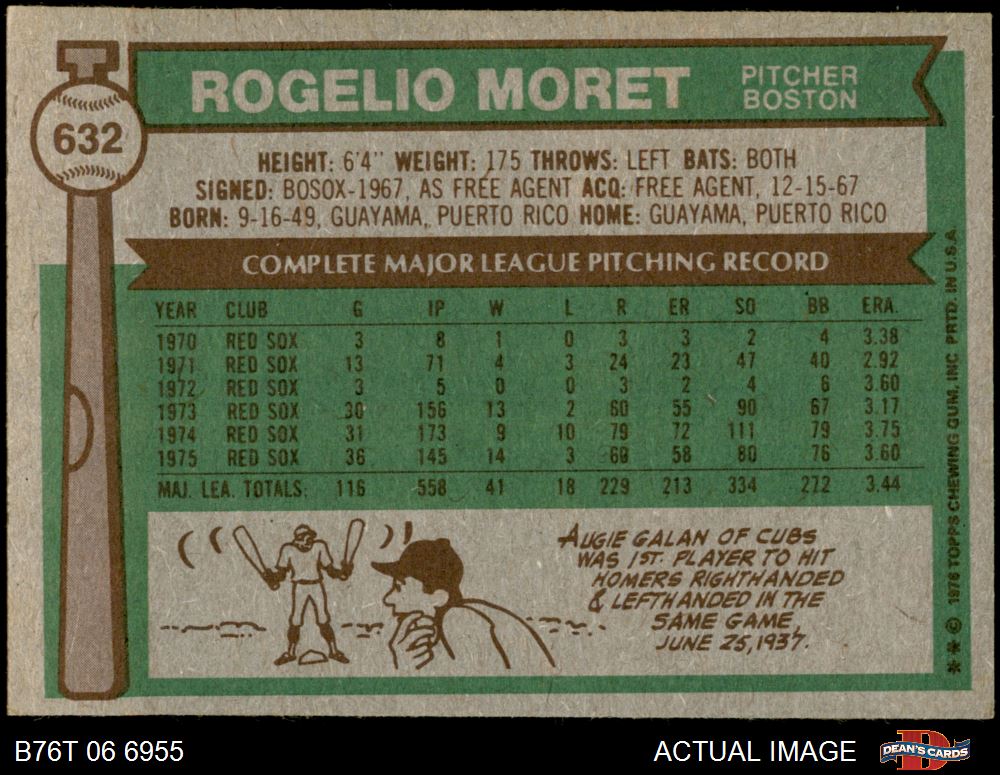 ROGELIO MORET
PITCHER
BOSTON
632
HEIGHT: 6'4" WEIGHT: 175 THROWS: LEFT BATS: BOTH
SIGNED: BOSOX-1967, AS FREE AGENT ACQ: FREE AGENT, 12-15-67
BORN: 9-16-49, GUAYAMA, PUERTO RICO HOME: GUAYAMA, PUERTO RICO
COMPLETE MAJOR LEAGUE PITCHING RECORD
YEAR CLUB G IP W L R ER SO BB ERA.
1970 RED SOX 3 8 1 0 3 3 2 4 3.38
1971 RED SOX 13 71 4 3 24 23 47 40 2.92
1972 RED SOX 3 5 0 0 3 2 4 6 3.60
1973 RED SOX 30 156 13 2 60 55 90 67 3.17
1974 RED SOX 31 173 9 10 79 72 111 79 3.75
1975 RED SOX 36 145 14 3 60 58 80 76 3.60
MAJ. LEA. TOTALS: 116 558 41 18 229 213 334 272 3.44
AUGIE GALAN OF CUBS
WAS 1ST. PLAYER TO HIT
HOMERS RIGHTHANDED
& LEFTHANDED IN THE
SAME GAME,
JUNE 25, 1937.
** © 1976 TOPPS CHEWING GUM, INC PRTD. IN U.S.A.
B76T 06 6955
ACTUAL IMAGE
D
DEAN'S CARDS